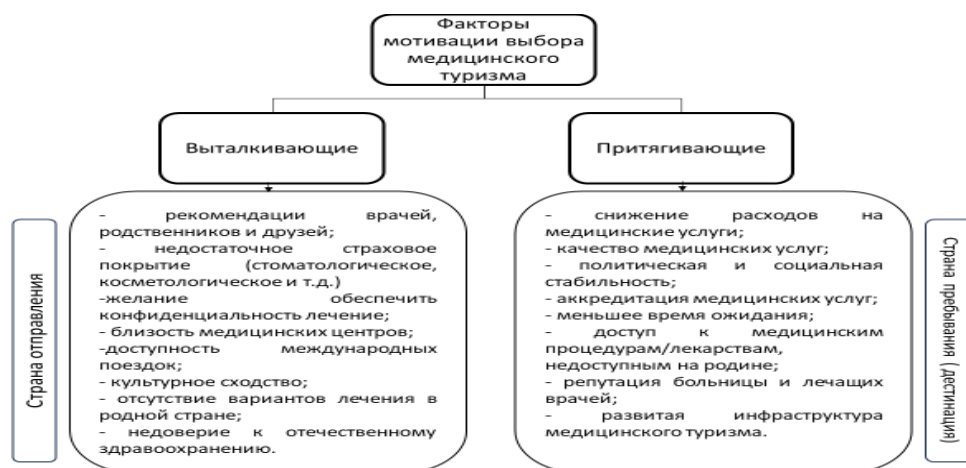 Факторы
мотивации выбора
медицинского
туризма
Выталкивающие
Притягивающие
Страна отправления
- рекомендации врачей,
родственников и друзей;
- недостаточное страховое
покрытие (стоматологическое,
косметологическое и т.д.)
-желание обеспечить
конфиденциальность лечение;
- близость медицинских центров;
-доступность международных
поездок;
- культурное сходство;
- отсутствие вариантов лечения в
родной стране;
- недоверие к отечественному
здравоохранению.
- снижение расходов на
медицинские услуги;
- качество медицинских услуг;
- политическая и социальная
стабильность;
- аккредитация медицинских услуг;
- меньшее время ожидания;
- доступ к медицинским
процедурам/лекарствам,
недоступным на родине;
- репутация больницы и лечащих
врачей;
- развитая инфраструктура
медицинского туризма.
Страна пребывания (дестинация)